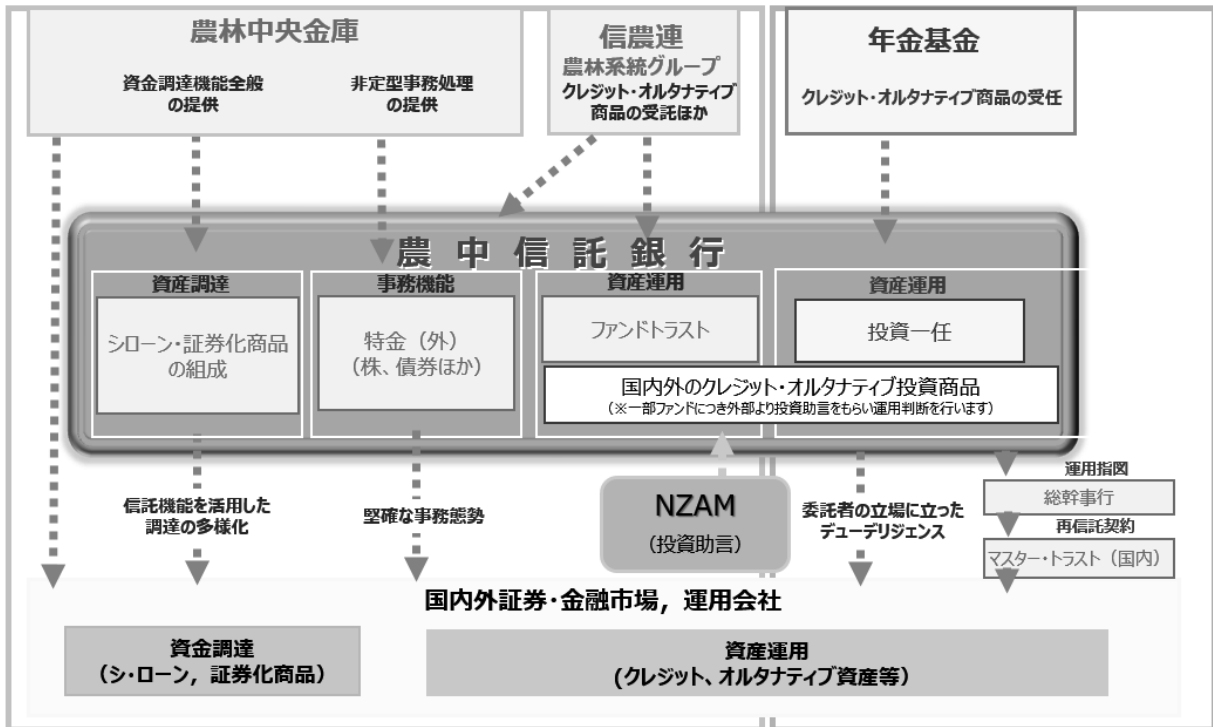 農林中央金庫
資金調達機能全般
の提供
非定型事務処理
の提供
信農連
農林系統グループ
クレジット・オルタナティブ
商品の受託ほか
年金基金
クレジット・オルタナティブ商品の受任
農中信託銀行
資産調達
シローン・証券化商品
の組成
事務機能
特金（外）
（株、債券ほか）
資産運用
ファンドトラスト
資産運用
投資一任
国内外のクレジット・オルタナティブ投資商品
（※一部ファンドにつき外部より投資助言をもらい運用判断を行います）
信託機能を活用した
調達の多様化
堅確な事務態勢
NZAM
（投資助言）
委託者の立場に立った
デューデリジェンス
運用指図
総幹事行
再信託契約
マスター・トラスト（国内）
国内外証券・金融市場，運用会社
資金調達
（シ・ローン，証券化商品）
資産運用
（クレジット、オルタナティブ資産等）